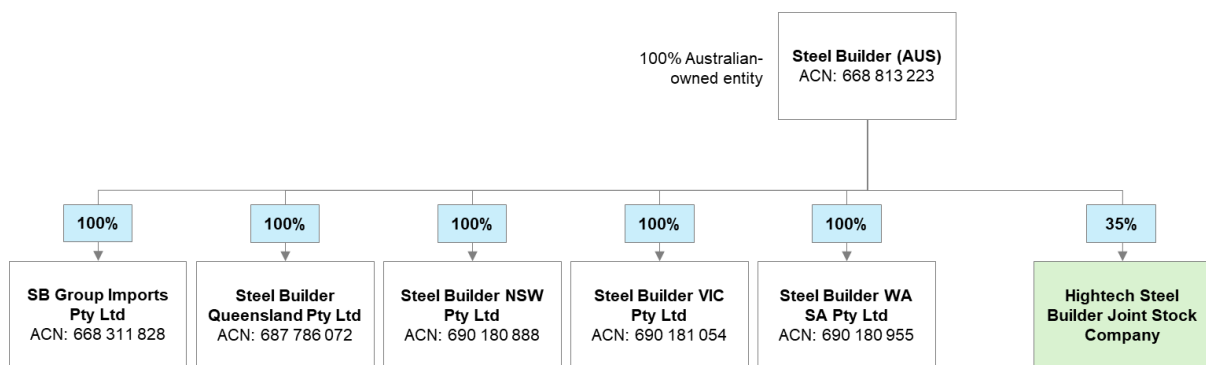 100% Australian-
owned entity
Steel Builder (AUS)
ACN: 668 813 223
100%
100%
100%
100%
100%
35%
SB Group Imports
Pty Ltd
ACN: 668 311 828
Steel Builder
Queensland Pty Ltd
ACN: 687 786 072
Steel Builder NSW
Pty Ltd
ACN: 690 180 888
Steel Builder VIC
Pty Ltd
ACN: 690 181 054
Steel Builder WA
SA Pty Ltd
ACN: 690 180 955
Hightech Steel
Builder Joint Stock
Company